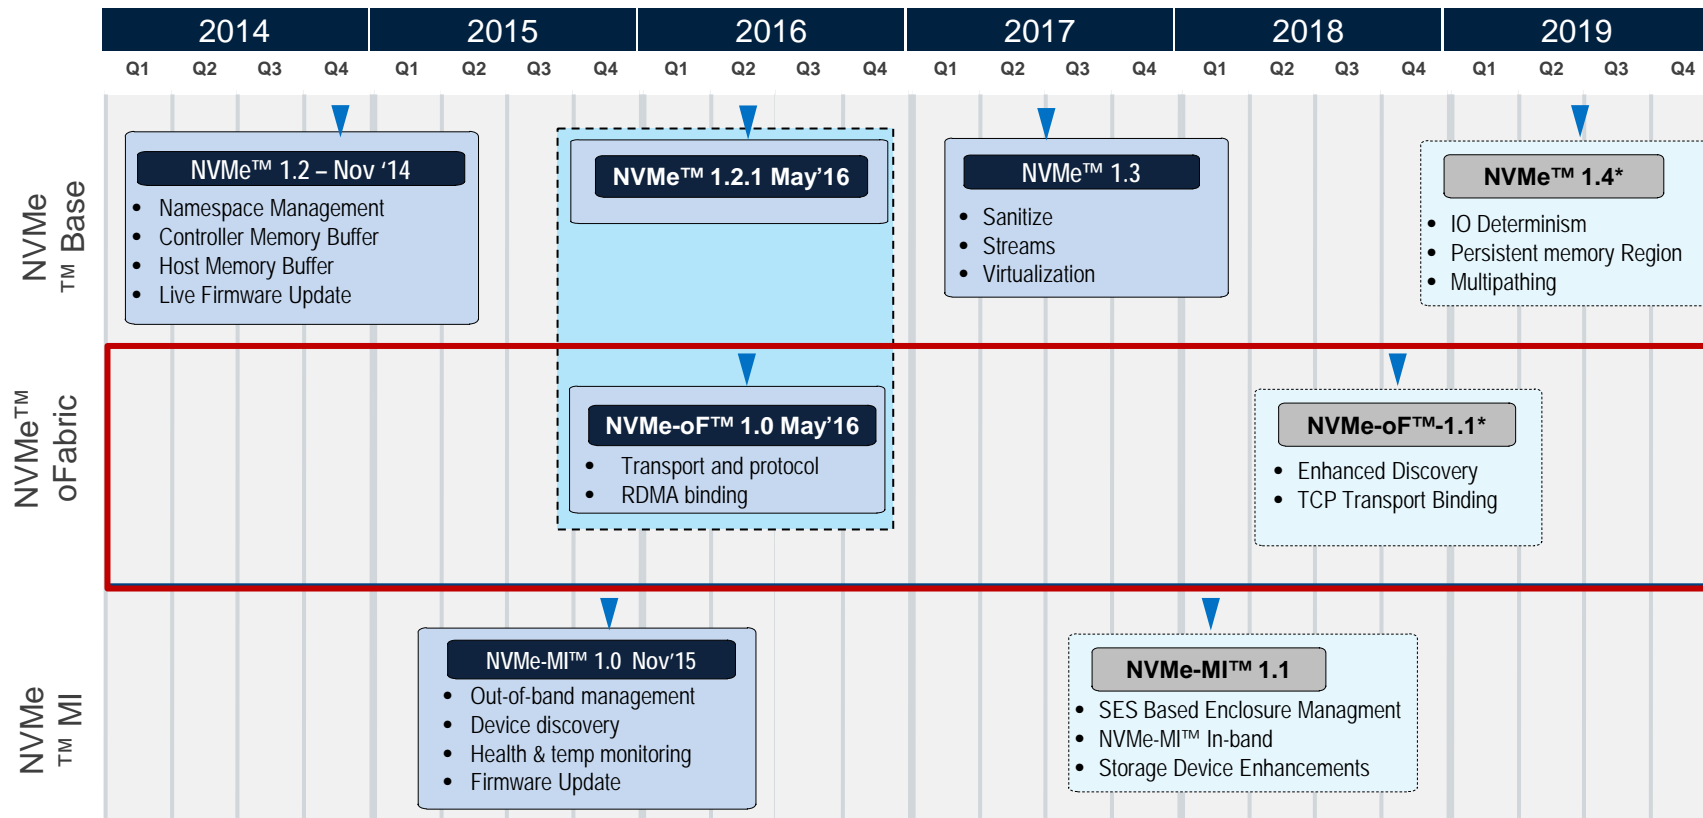 2014 2015 2016 2017 2018 2019
Q1 Q2 Q3 Q4 Q1 Q2 Q3 Q4 Q1 Q2 Q3 Q4 Q1 Q2 Q3 Q4 Q1 Q2 Q3 Q4 Q1 Q2 Q3 Q4
NVMe
™ Base
NVMe™ 1.2 – Nov ‘14
• Namespace Management
• Controller Memory Buffer
• Host Memory Buffer
• Live Firmware Update
NVMe™ 1.2.1 May’16
NVMe™ 1.3
• Sanitize
• Streams
• Virtualization
NVMe™ 1.4*
• IO Determinism
• Persistent memory Region
• Multipathing
NVMe™
oFabric
NVMe-oF™ 1.0 May’16
• Transport and protocol
• RDMA binding
NVMe-oF™-1.1*
• Enhanced Discovery
• TCP Transport Binding
NVMe
™ MI
NVMe-MI™ 1.0 Nov’15
• Out-of-band management
• Device discovery
• Health & temp monitoring
• Firmware Update
NVMe-MI™ 1.1
• SES Based Enclosure Managment
• NVMe-MI™ In-band
• Storage Device Enhancements